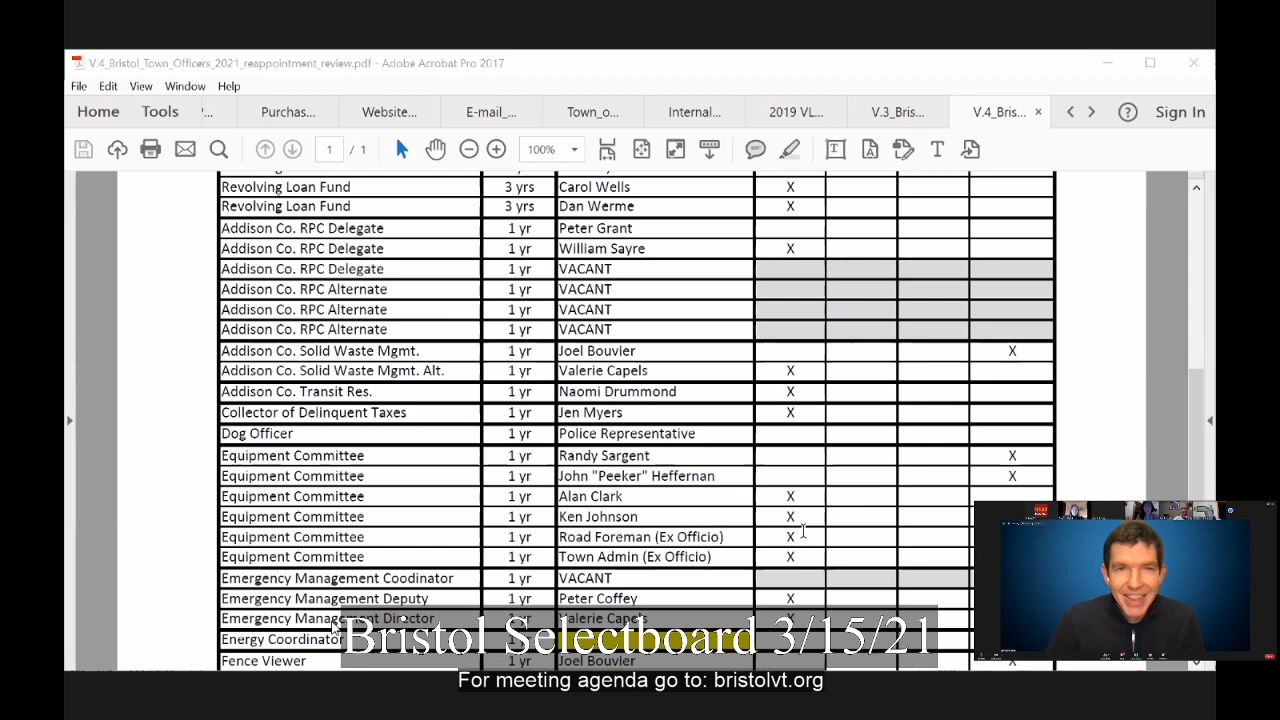 V.4_Bristol_Town_Officers_2021_reappointment_review.pdf - Adobe Acrobat Pro 2017
File Edit View Window Help
Home Tools ... Purchas... Website... E-mail_... Town_o... Internal... 2019 VL... V.3_Bris... V.4_Bris... × Sign In
1 / 1 100%
Revolving Loan Fund 3 yrs Carol Wells X
Revolving Loan Fund 3 yrs Dan Werme X
Addison Co. RPC Delegate 1 yr Peter Grant
Addison Co. RPC Delegate 1 yr William Sayre X
Addison Co. RPC Delegate 1 yr VACANT
Addison Co. RPC Alternate 1 yr VACANT
Addison Co. RPC Alternate 1 yr VACANT
Addison Co. RPC Alternate 1 yr VACANT
Addison Co. Solid Waste Mgmt. 1 yr Joel Bouvier X
Addison Co. Solid Waste Mgmt. Alt. 1 yr Valerie Capels X
Addison Co. Transit Res. 1 yr Naomi Drummond X
Collector of Delinquent Taxes 1 yr Jen Myers X
Dog Officer 1 yr Police Representative
Equipment Committee 1 yr Randy Sargent X
Equipment Committee 1 yr John "Peeker" Heffernan X
Equipment Committee 1 yr Alan Clark X
Equipment Committee 1 yr Ken Johnson X
Equipment Committee 1 yr Road Foreman (Ex Officio) X
Equipment Committee 1 yr Town Admin (Ex Officio) X
Emergency Management Coodinator 1 yr VACANT
Emergency Management Deputy 1 yr Peter Coffey X
Emergency Management Director 1 yr Valerie Capels X
Energy Coordinator
Fence Viewer 1 yr Joel Bouvier X
Bristol Selectboard 3/15/21
For meeting agenda go to: bristolvt.org